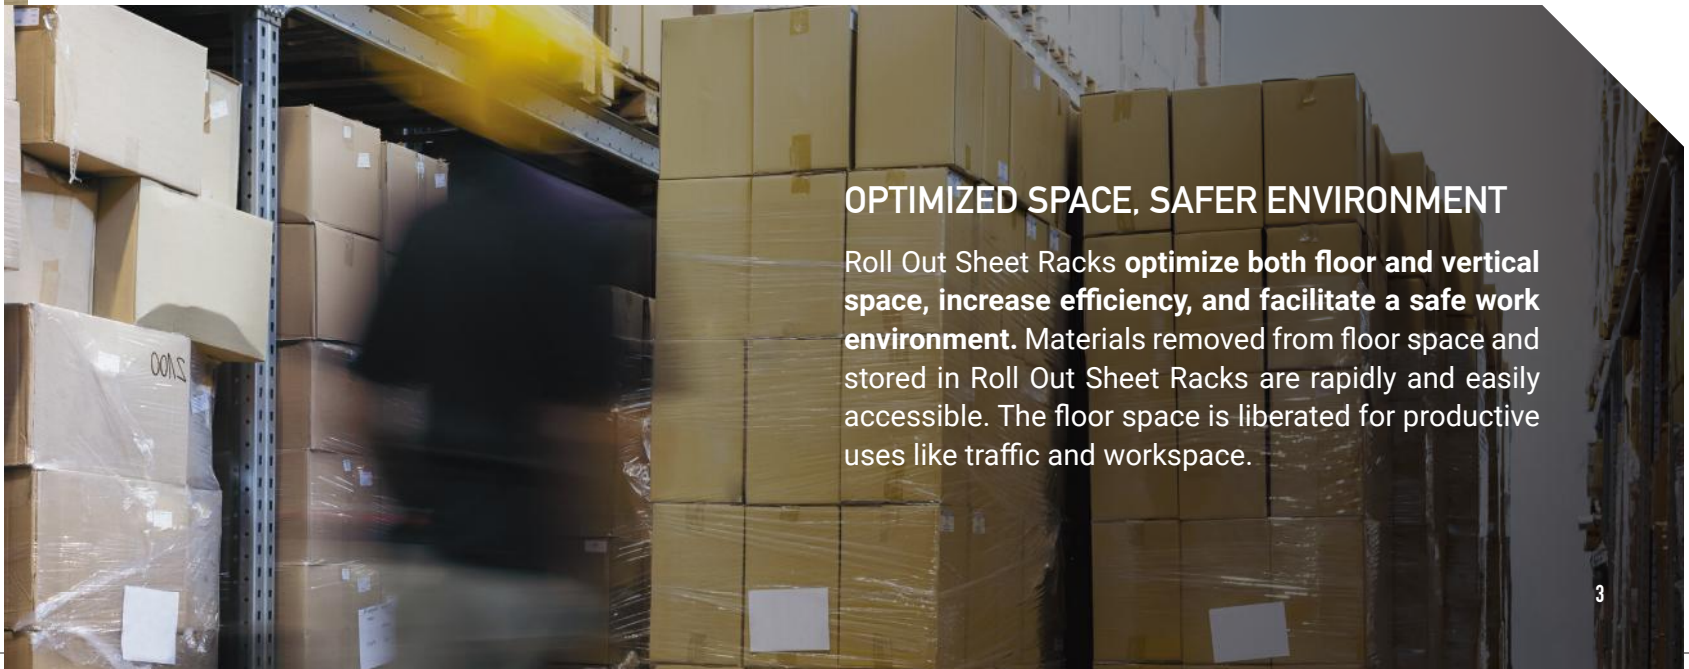 OPTIMIZED SPACE, SAFER ENVIRONMENT
Roll Out Sheet Racks optimize both floor and vertical
space, increase efficiency, and facilitate a safe work
environment. Materials removed from floor space and
stored in Roll Out Sheet Racks are rapidly and easily
accessible. The floor space is liberated for productive
uses like traffic and workspace.
3